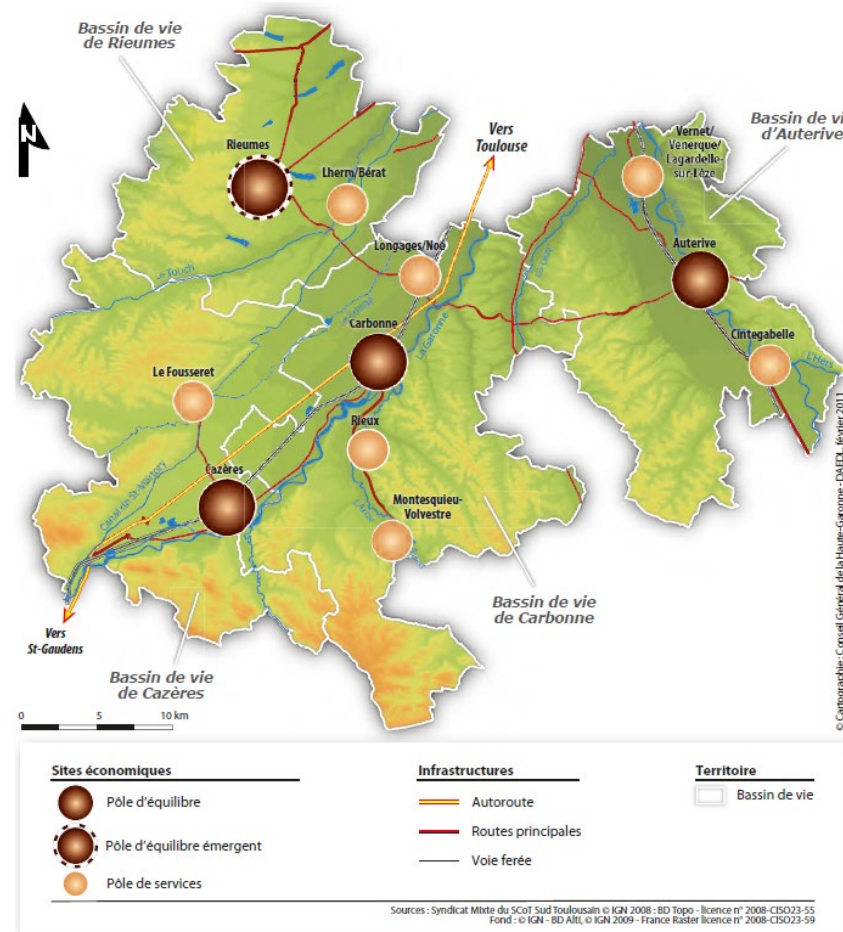 Bassin de vie
de Rieumes
N
Vers
Toulouse
Bassin de vie
d'Auterive
Vernet/
Venerque/
Lagardelle-
sur-Lèze
Rieumes
Lherm/Bérat
Longages/Noé
Auterive
Le Touch
La Garonne
Carbonne
Cintegabelle
L'Hers
Le Fousseret
Rieux
Cazères
Canal de St-Martory
Montesquieu-
Volvestre
Bassin de vie
de Carbonne
Vers
St-Gaudens
Bassin de vie
de Cazères
0 5 10 km
© Cartographie : Conseil Général de la Haute-Garonne - DAEDL, février 2011
Sites économiques
Pôle d'équilibre
Pôle d'équilibre émergent
Pôle de services
Infrastructures
Autoroute
Routes principales
Voie ferée
Territoire
Bassin de vie
Sources : Syndicat Mixte du SCoT Sud Toulousain © IGN 2008 : BD Topo - licence n° 2008-CISO23-55
Fond : © IGN - BD Alti, © IGN 2009 - France Raster licence n° 2008-CISO23-59